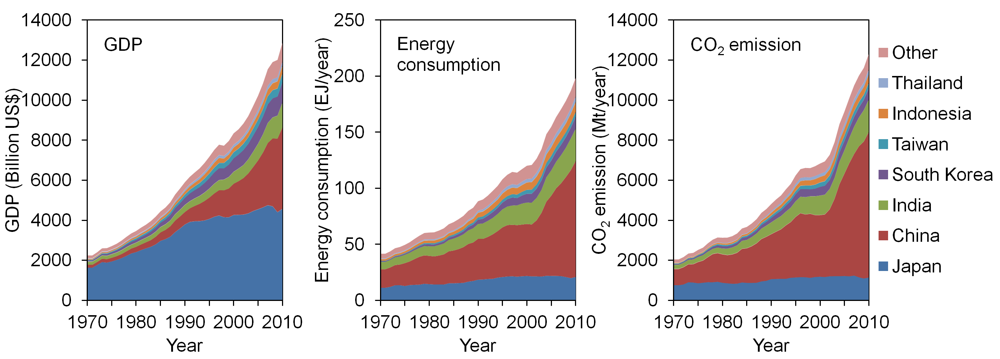 GDP
GDP (Billion US$)
14000
12000
10000
8000
6000
4000
2000
0
1970 1980 1990 2000 2010
Year
Energy
consumption
Energy consumption (EJ/year)
250
200
150
100
50
0
1970 1980 1990 2000 2010
Year
CO₂ emission
CO₂ emission (Mt/year)
14000
12000
10000
8000
6000
4000
2000
0
1970 1980 1990 2000 2010
Year
Other
Thailand
Indonesia
Taiwan
South Korea
India
China
Japan